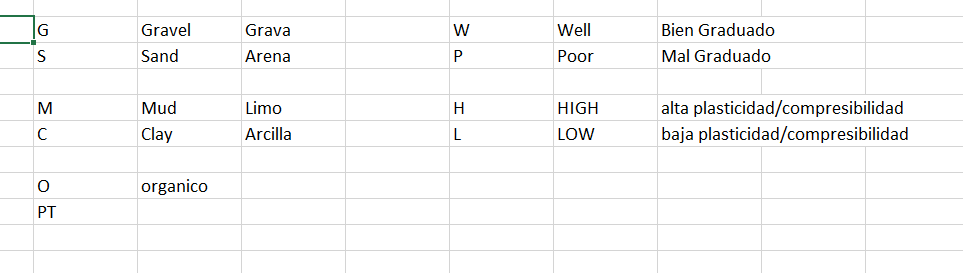 G Gravel Grava W Well Bien Graduado
S Sand Arena P Poor Mal Graduado
M Mud Limo H HIGH alta plasticidad/compresibilidad
C Clay Arcilla L LOW baja plasticidad/compresibilidad
O organico
PT